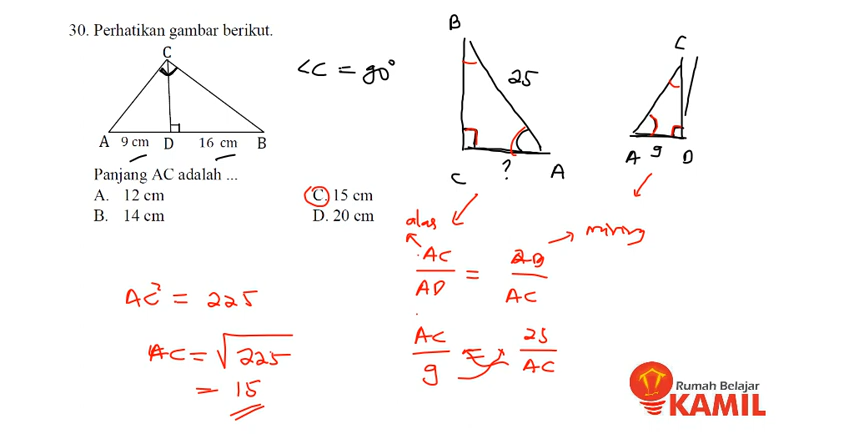 30. Perhatikan gambar berikut.
C
A 9 cm D 16 cm B
Panjang AC adalah ...
A. 12 cm
B. 14 cm
C. 15 cm
D. 20 cm
<C = 90°
B
25
C ? A
C
A 9 D
alas
miring
AC / AD = AB / AC
AC / 9 = 25 / AC
AC² = 225
AC = √225
= 15
Rumah Belajar
KAMIL